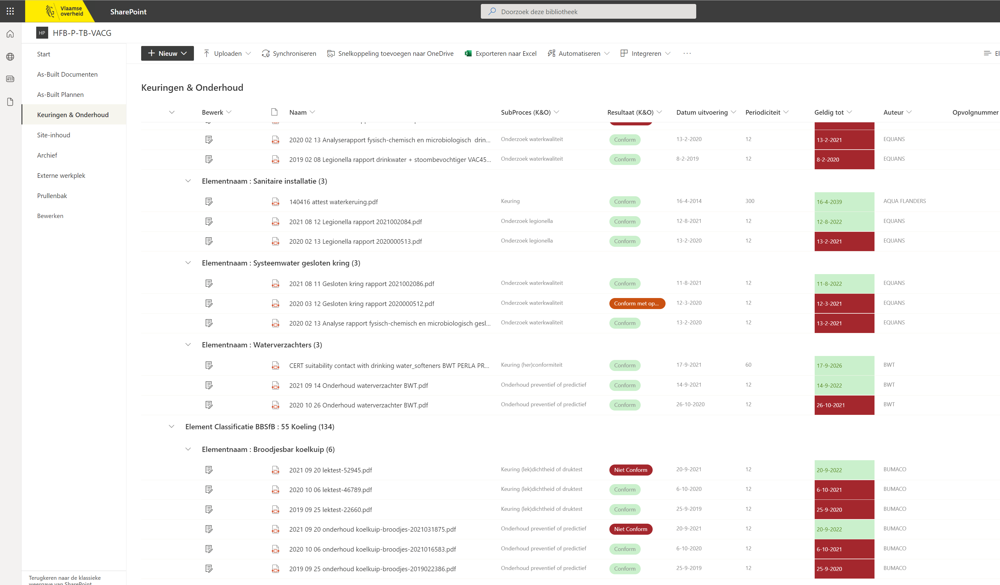 Vlaamse
overheid
SharePoint
Doorzoek deze bibliotheek
HP HFB-P-TB-VACG
Start
As-Built Documenten
As-Built Plannen
Keuringen & Onderhoud
Site-inhoud
Archief
Externe werkplek
Prullenbak
Bewerken
Terugkeren naar de klassieke
weergave van SharePoint
Nieuw Uploaden Synchroniseren Snelkoppeling toevoegen naar OneDrive Exporteren naar Excel Automatiseren Integreren ···
Keuringen & Onderhoud
Bewerk Naam SubProces (K&O) Resultaat (K&O) Datum uitvoering Periodiciteit Geldig tot Auteur Opvolgnummer
2020 02 13 Analyserapport fysisch-chemisch en microbiologisch drin... Onderzoek waterkwaliteit Conform 13-2-2020 12 13-2-2021 EQUANS
2019 02 08 Legionella rapport drinkwater + stoombevochtiger VAC45... Onderzoek waterkwaliteit Conform 8-2-2019 12 8-2-2020 EQUANS
Elementnaam : Sanitaire installatie (3)
140416 attest waterkeruing.pdf Keuring Conform 16-4-2014 300 16-4-2039 AQUA FLANDERS
2021 08 12 Legionella rapport 2021002084.pdf Onderzoek legionella Conform 12-8-2021 12 12-8-2022 EQUANS
2020 02 13 Legionella rapport 2020000513.pdf Onderzoek legionella Conform 13-2-2020 12 13-2-2021 EQUANS
Elementnaam : Systeemwater gesloten kring (3)
2021 08 11 Gesloten kring rapport 2021002086.pdf Onderzoek waterkwaliteit Conform 11-8-2021 12 11-8-2022 EQUANS
2020 03 12 Gesloten kring rapport 2020000512.pdf Onderzoek waterkwaliteit Conform met op... 12-3-2020 12 12-3-2021 EQUANS
2020 02 13 Analyse rapport fysisch-chemisch en microbiologisch gesl... Onderzoek waterkwaliteit Conform 13-2-2020 12 13-2-2021 EQUANS
Elementnaam : Waterverzachters (3)
CERT suitability contact with drinking water_softeners BWT PERLA PR... Keuring (her)conformiteit Conform 17-9-2021 60 17-9-2026 BWT
2021 09 14 Onderhoud waterverzachter BWT.pdf Onderhoud preventief of predictief Conform 14-9-2021 12 14-9-2022 BWT
2020 10 26 Onderhoud waterverzachter BWT.pdf Onderhoud preventief of predictief Conform 26-10-2020 12 26-10-2021 BWT
Element Classificatie BBSfB : 55 Koeling (134)
Elementnaam : Broodjesbar koelkuip (6)
2021 09 20 lektest-52945.pdf Keuring (lek)dichtheid of druktest Niet Conform 20-9-2021 12 20-9-2022 BUMACO
2020 10 06 lektest-46789.pdf Keuring (lek)dichtheid of druktest Conform 6-10-2020 12 6-10-2021 BUMACO
2019 09 25 lektest-22660.pdf Keuring (lek)dichtheid of druktest Conform 25-9-2019 12 25-9-2020 BUMACO
2021 09 20 onderhoud koelkuip-broodjes-2021031875.pdf Onderhoud preventief of predictief Niet Conform 20-9-2021 12 20-9-2022 BUMACO
2020 10 06 onderhoud koelkuip-broodjes-2021016583.pdf Onderhoud preventief of predictief Conform 6-10-2020 12 6-10-2021 BUMACO
2019 09 25 onderhoud koelkuip-broodjes-2019022386.pdf Onderhoud preventief of predictief Conform 25-9-2019 12 25-9-2020 BUMACO